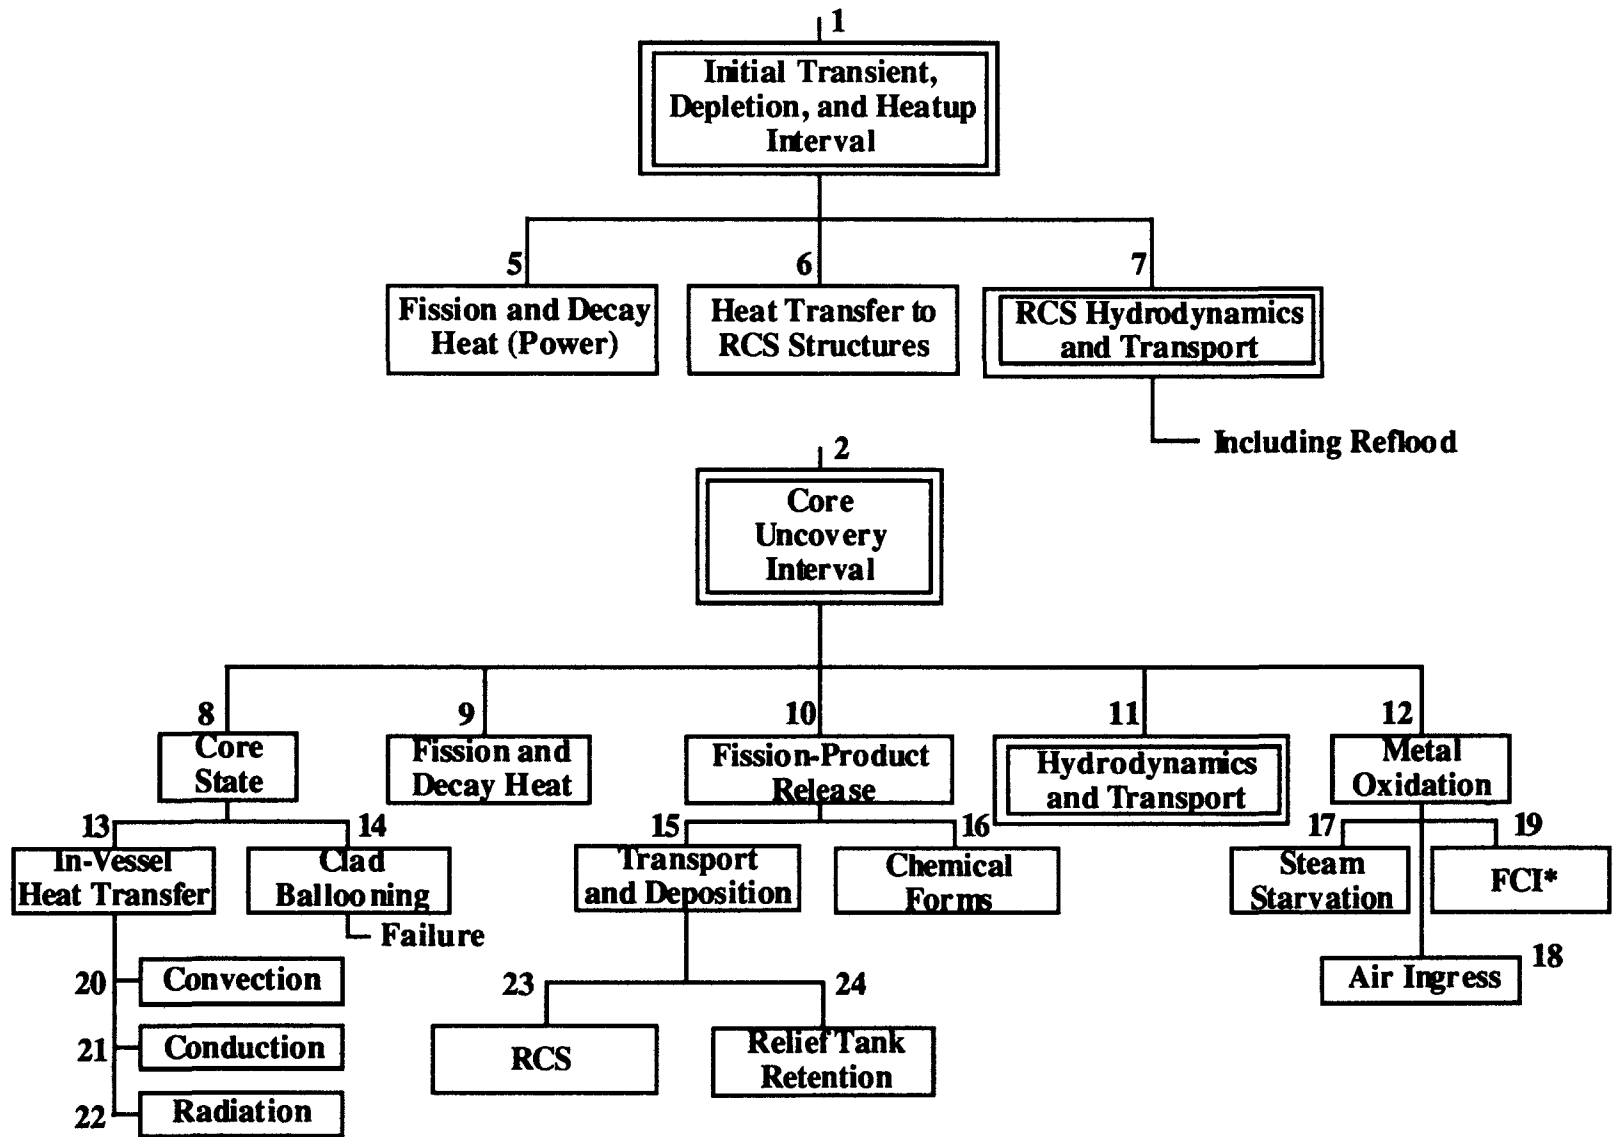 1
Initial Transient,
Depletion, and Heatup
Interval
5
6
7
Fission and Decay
Heat (Power)
Heat Transfer to
RCS Structures
RCS Hydrodynamics
and Transport
Including Reflood
2
Core
Uncovery
Interval
8
9
10
11
12
Core
State
Fission and
Decay Heat
Fission-Product
Release
Hydrodynamics
and Transport
Metal
Oxidation
13
14
15
16
17
19
In-Vessel
Heat Transfer
Clad
Ballooning
Failure
Transport
and Deposition
Chemical
Forms
Steam
Starvation
FCI*
18
Air Ingress
20
Convection
21
Conduction
22
Radiation
23
24
RCS
Relief Tank
Retention